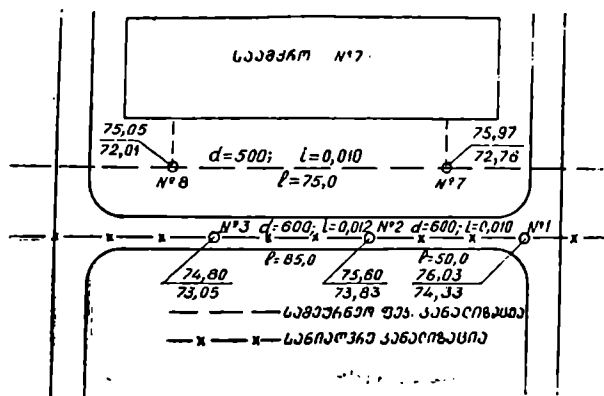 საამქრო №7
75,05
72,01
d=500; i=0,010
l=75,0
75,97
72,76
№8
№7
№3 d=600; i=0,012 №2 d=600; i=0,010 №1
l=85,0
l=50,0
74,80
73,05
75,60
73,83
76,03
74,33
სამეურნეო ფეკ. კანალიზაცია
სანიაღვრე კანალიზაცია